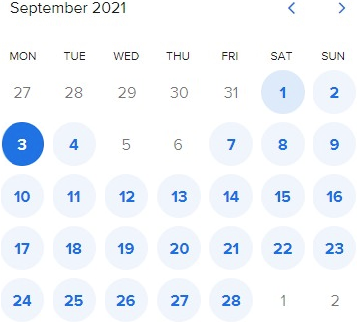 September 2021
MON TUE WED THU FRI SAT SUN
27 28 29 30 31 1 2
3 4 5 6 7 8 9
10 11 12 13 14 15 16
17 18 19 20 21 22 23
24 25 26 27 28 1 2